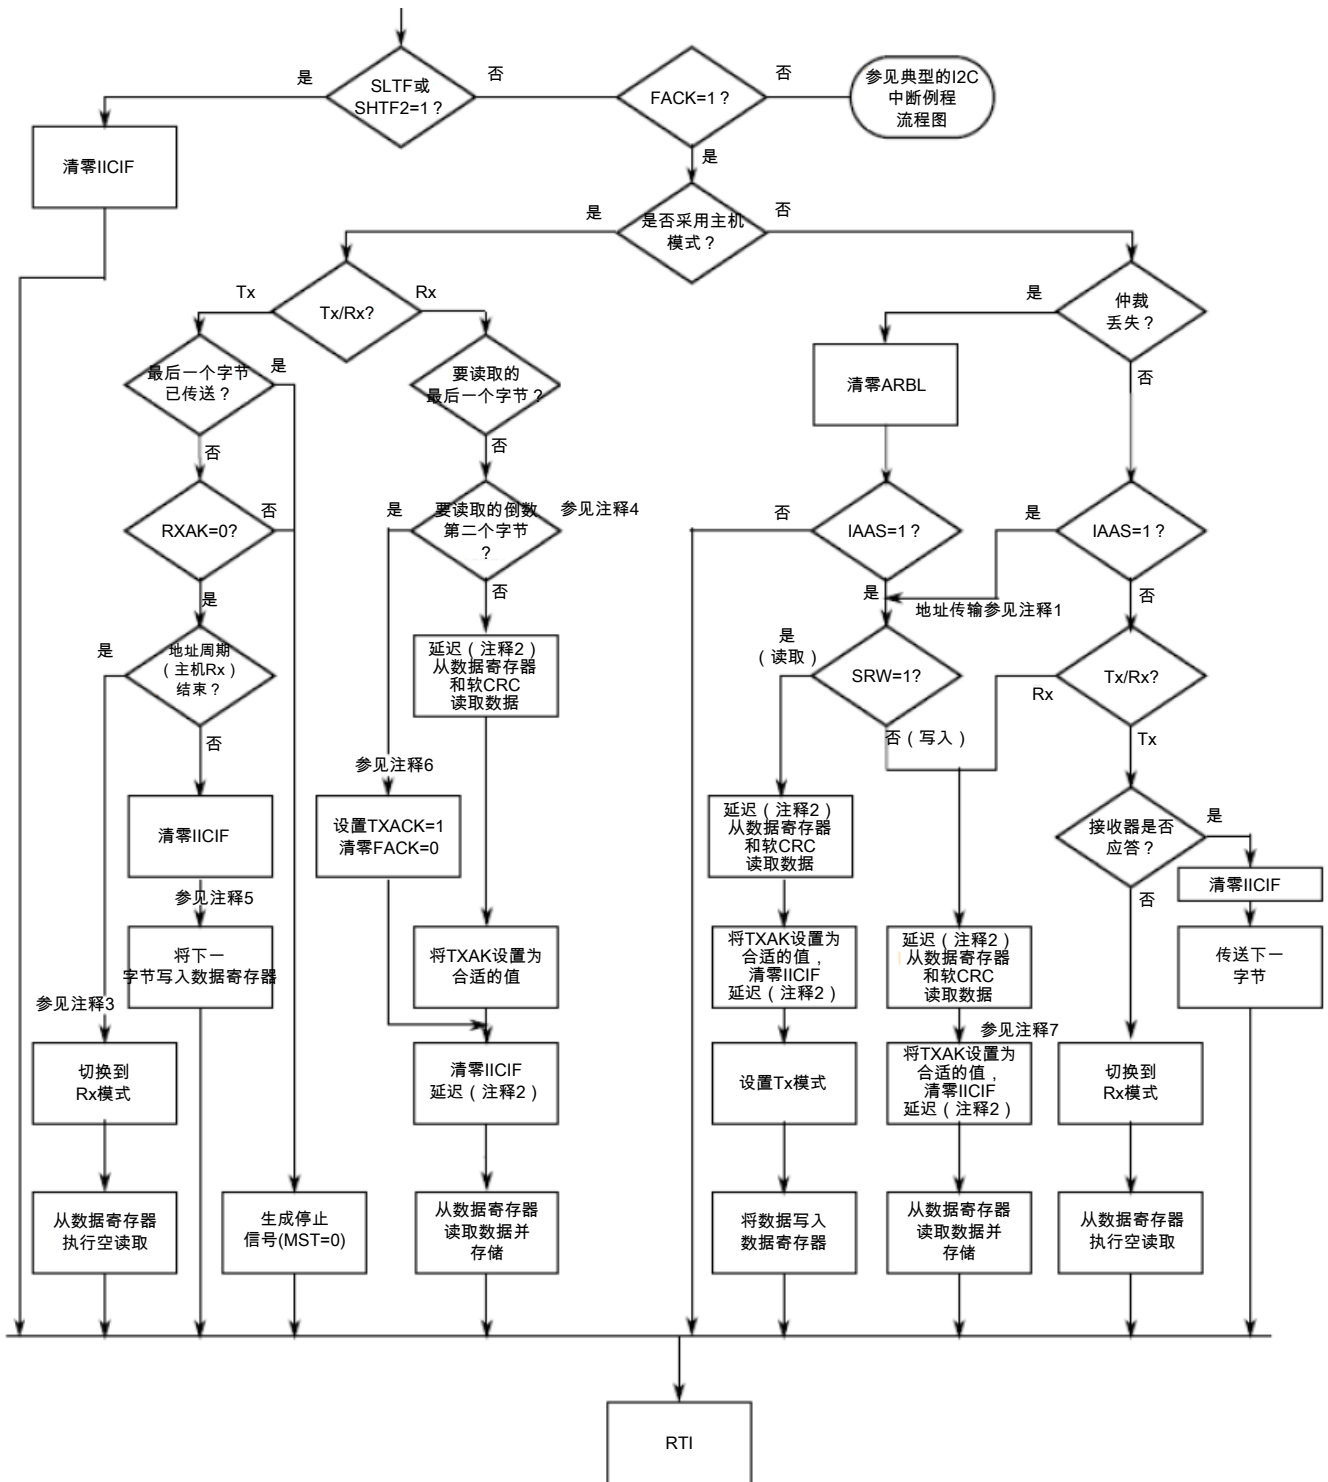 是
SLTF或
SHTF2=1？
否
FACK=1？
否
参见典型的I2C
中断例程
流程图
清零IICIF
是
是
是否采用主机
模式？
否
Tx
Tx/Rx?
Rx
是
仲裁
丢失？
最后一个字节
已传送？
是
要读取的
最后一个字节？
清零ARBL
否
否
否
RXAK=0?
否
是
要读取的倒数
第二个字节
？
参见注释4
否
IAAS=1？
是
IAAS=1？
是
否
是
地址传输参见注释1
否
是
地址周期
（主机Rx）
结束？
延迟（注释2）
从数据寄存器
和软CRC
读取数据
是
（读取）
SRW=1?
Rx
Tx/Rx?
否
否（写入）
Tx
参见注释6
清零IICIF
设置TXACK=1
清零FACK=0
延迟（注释2）
从数据寄存器
和软CRC
读取数据
接收器是否
应答？
是
清零IICIF
否
参见注释5
将下一
字节写入数据寄存器
将TXAK设置为
合适的值
将TXAK设置为
合适的值，
清零IICIF
延迟（注释2）
延迟（注释2）
从数据寄存器
和软CRC
读取数据
传送下一
字节
参见注释3
参见注释7
切换到
Rx模式
清零IICIF
延迟（注释2）
设置Tx模式
将TXAK设置为
合适的值，
清零IICIF
延迟（注释2）
切换到
Rx模式
从数据寄存器
执行空读取
生成停止
信号(MST=0)
从数据寄存器
读取数据并
存储
将数据写入
数据寄存器
从数据寄存器
读取数据并
存储
从数据寄存器
执行空读取
RTI